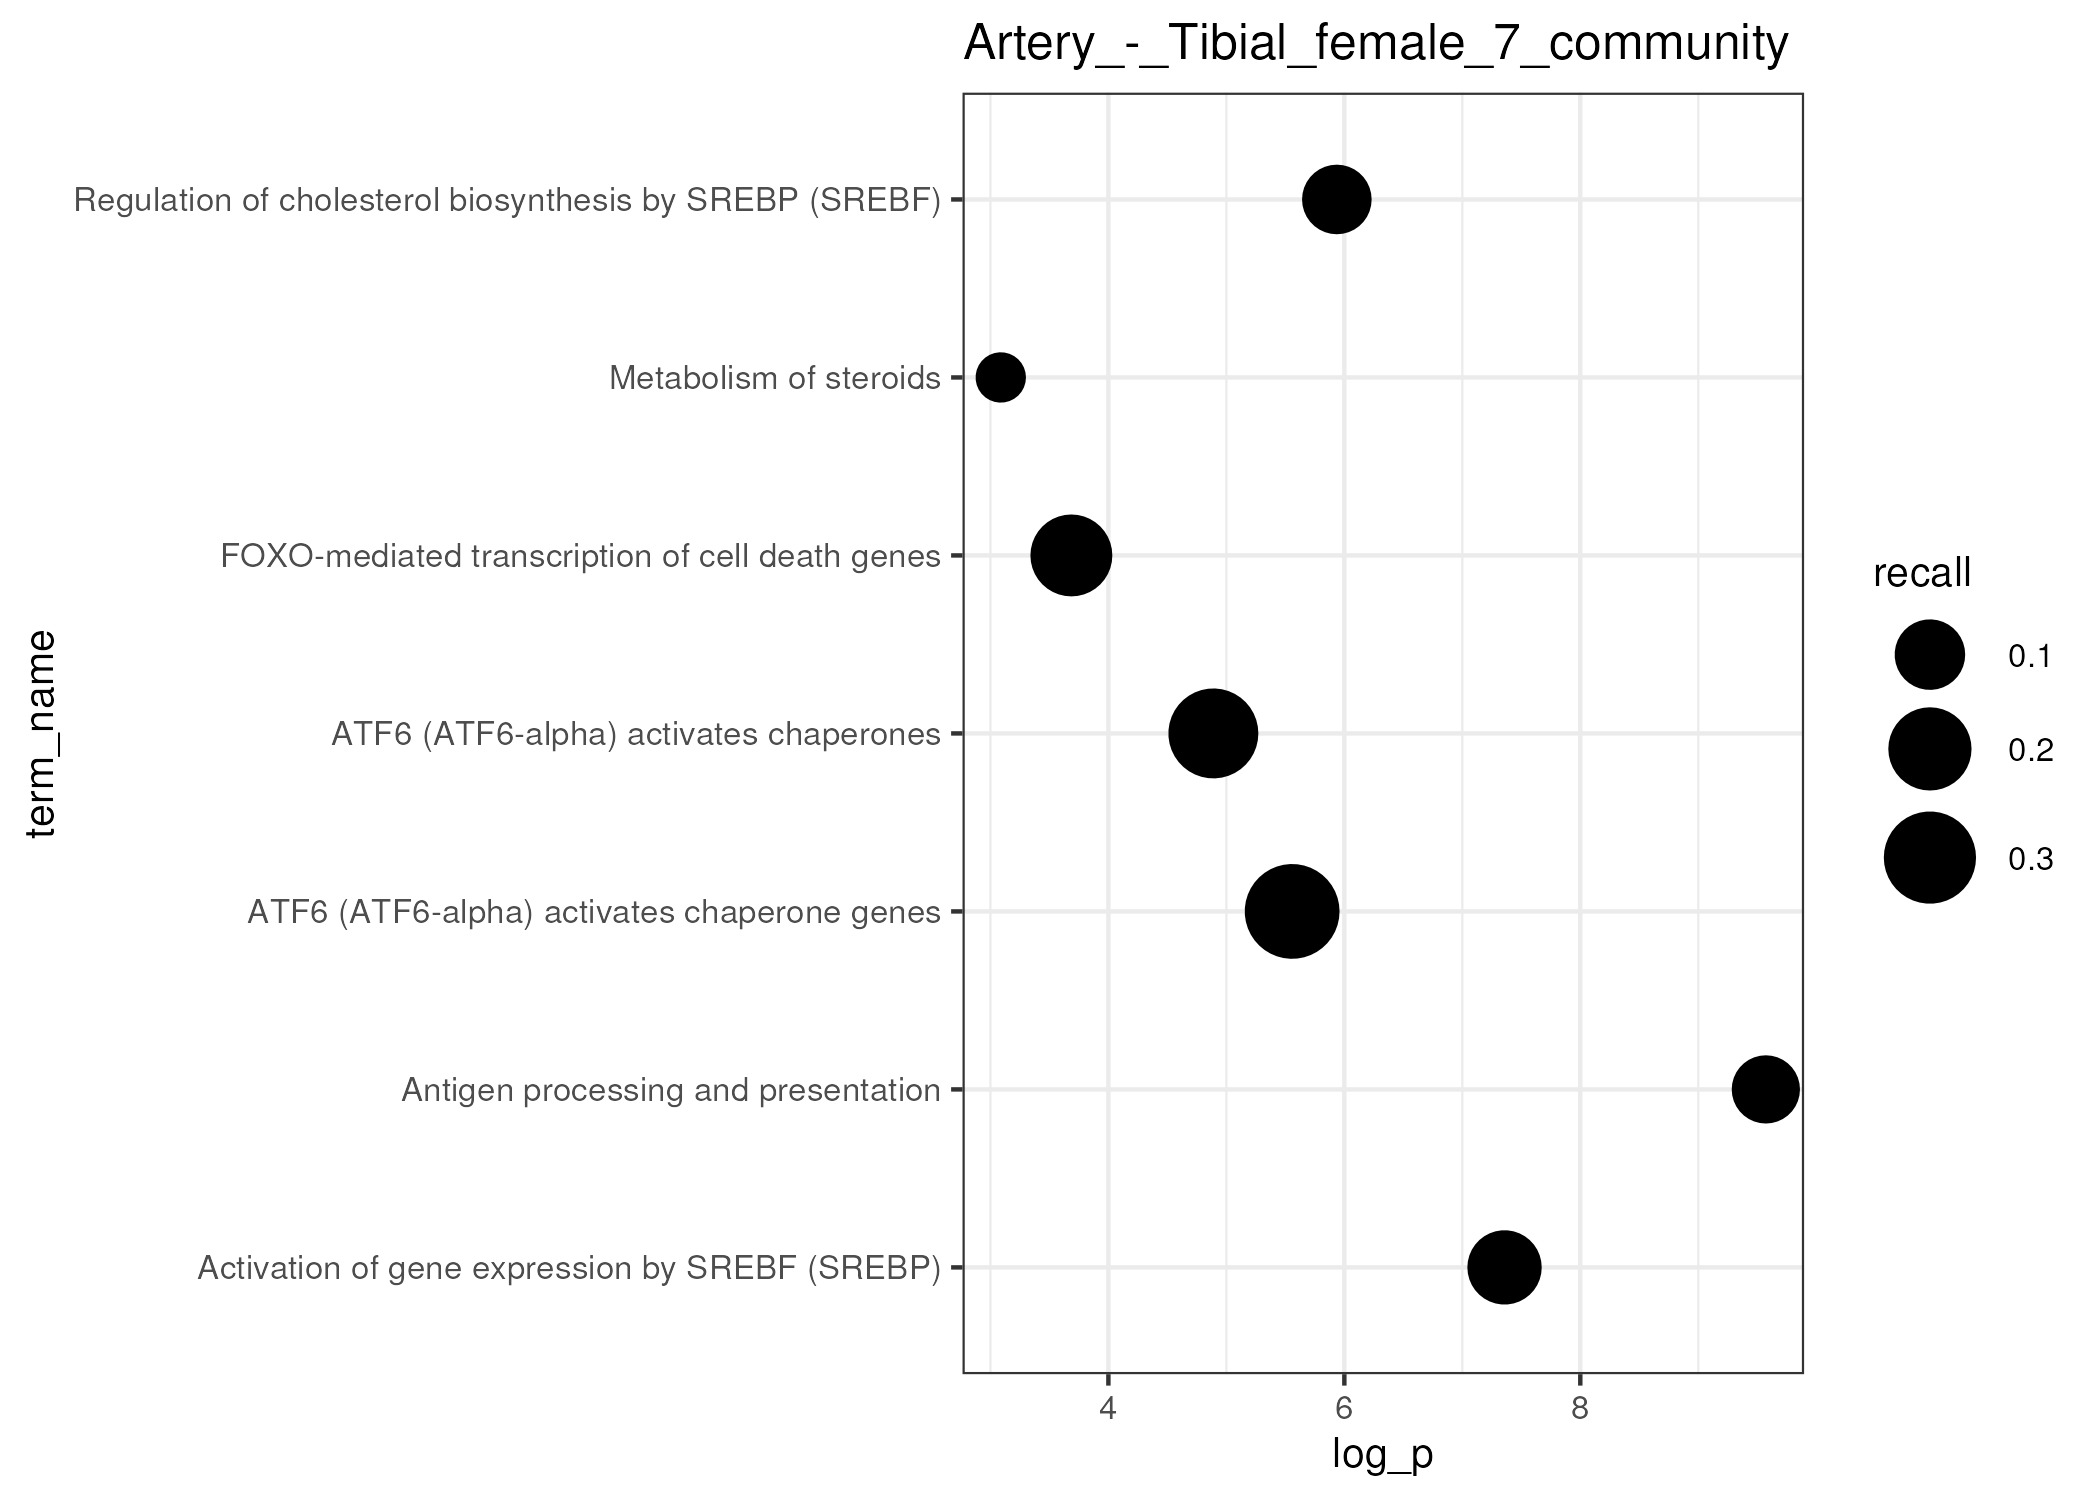 Artery_-_Tibial_female_7_community
Regulation of cholesterol biosynthesis by SREBP (SREBF)
Metabolism of steroids
FOXO-mediated transcription of cell death genes
ATF6 (ATF6-alpha) activates chaperones
ATF6 (ATF6-alpha) activates chaperone genes
Antigen processing and presentation
Activation of gene expression by SREBF (SREBP)
term_name
4 6 8
log_p
recall
0.1
0.2
0.3